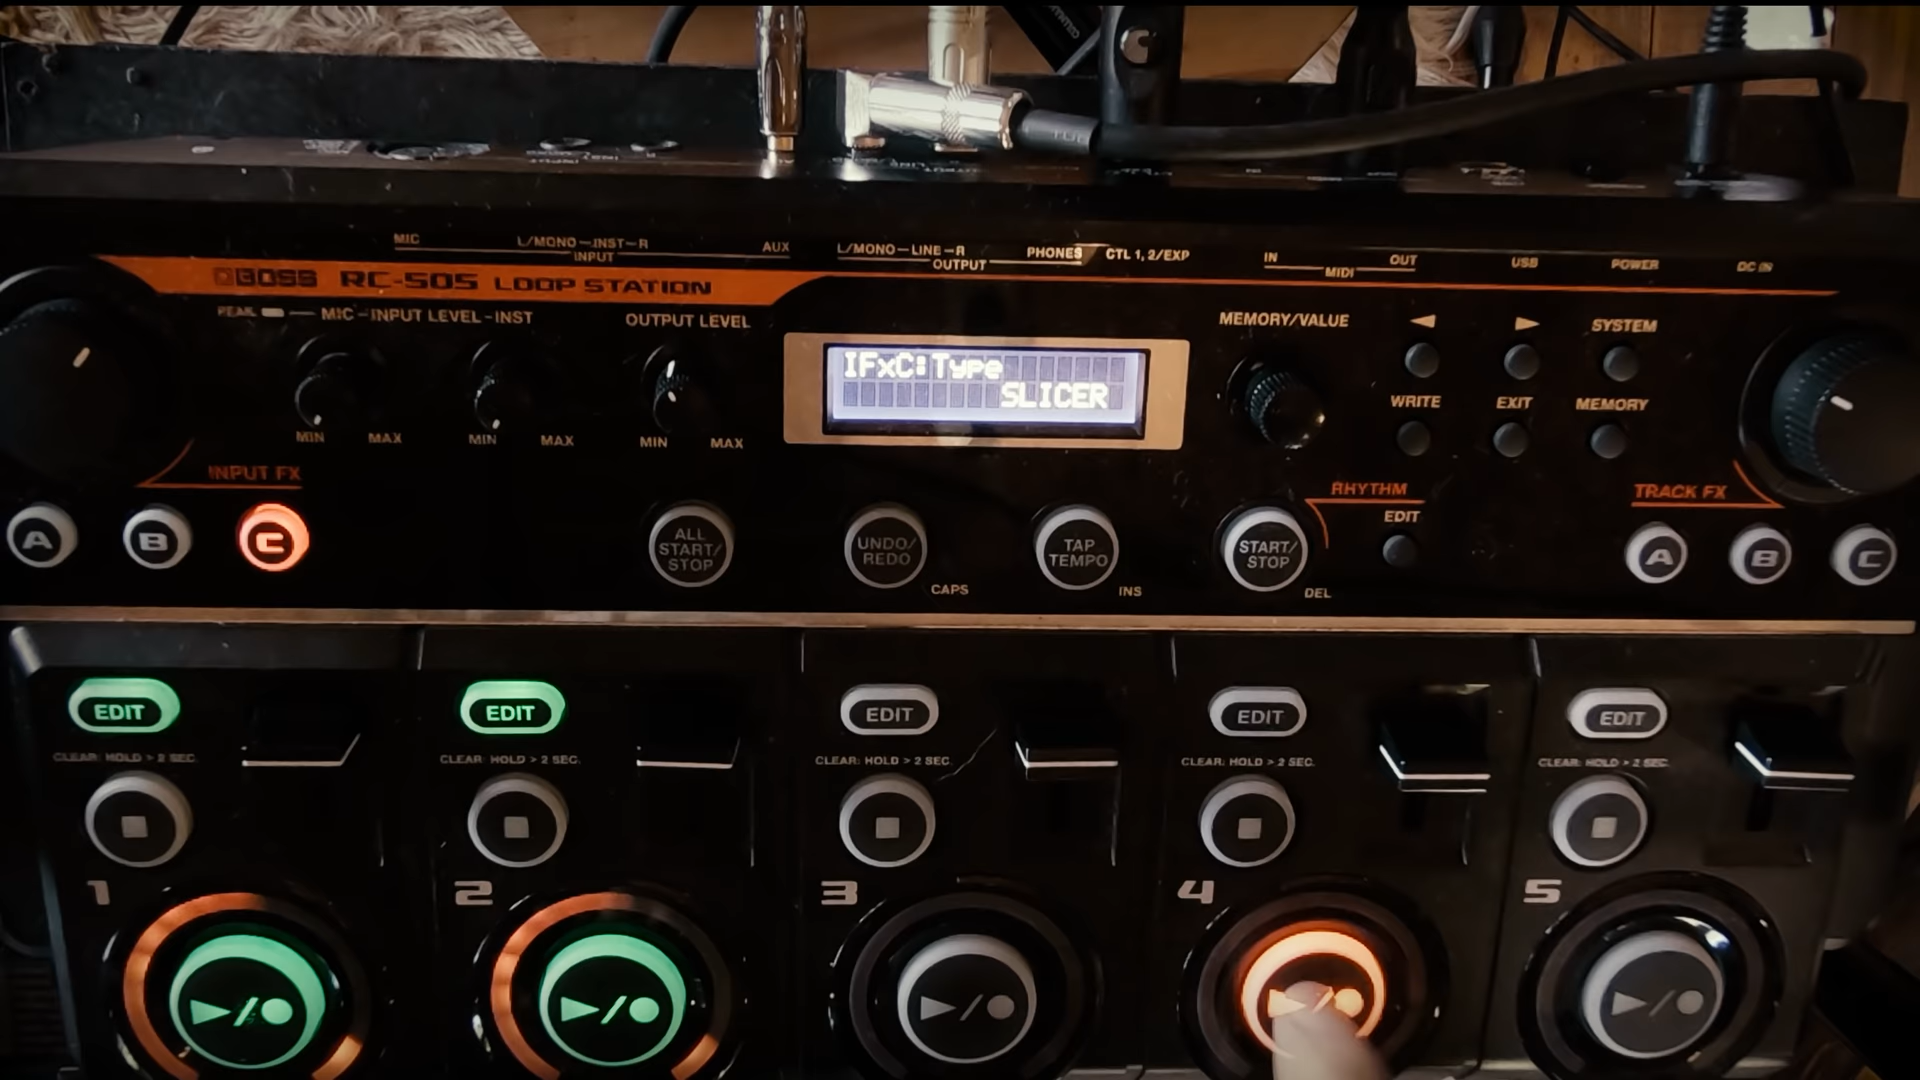 MIC
L/MONO-INST-R
INPUT
AUX
L/MONO-LINE-R
OUTPUT
PHONES
CTL 1, 2/EXP
IN
MIDI
OUT
USB
POWER
DC IN
BOSS RC-505 LOOP STATION
PEAK
MIC-INPUT LEVEL-INST
OUTPUT LEVEL
MIN MAX
MIN MAX
MIN MAX
IFxC:Type
SLICER
MEMORY/VALUE
SYSTEM
WRITE
EXIT
MEMORY
INPUT FX
A
B
C
ALL
START/
STOP
UNDO/
REDO
CAPS
TAP
TEMPO
INS
START/
STOP
DEL
RHYTHM
EDIT
TRACK FX
A
B
C
EDIT
CLEAR: HOLD > 2 SEC.
1
EDIT
CLEAR: HOLD > 2 SEC.
2
EDIT
CLEAR: HOLD > 2 SEC.
3
EDIT
CLEAR: HOLD > 2 SEC.
4
EDIT
CLEAR: HOLD > 2 SEC.
5